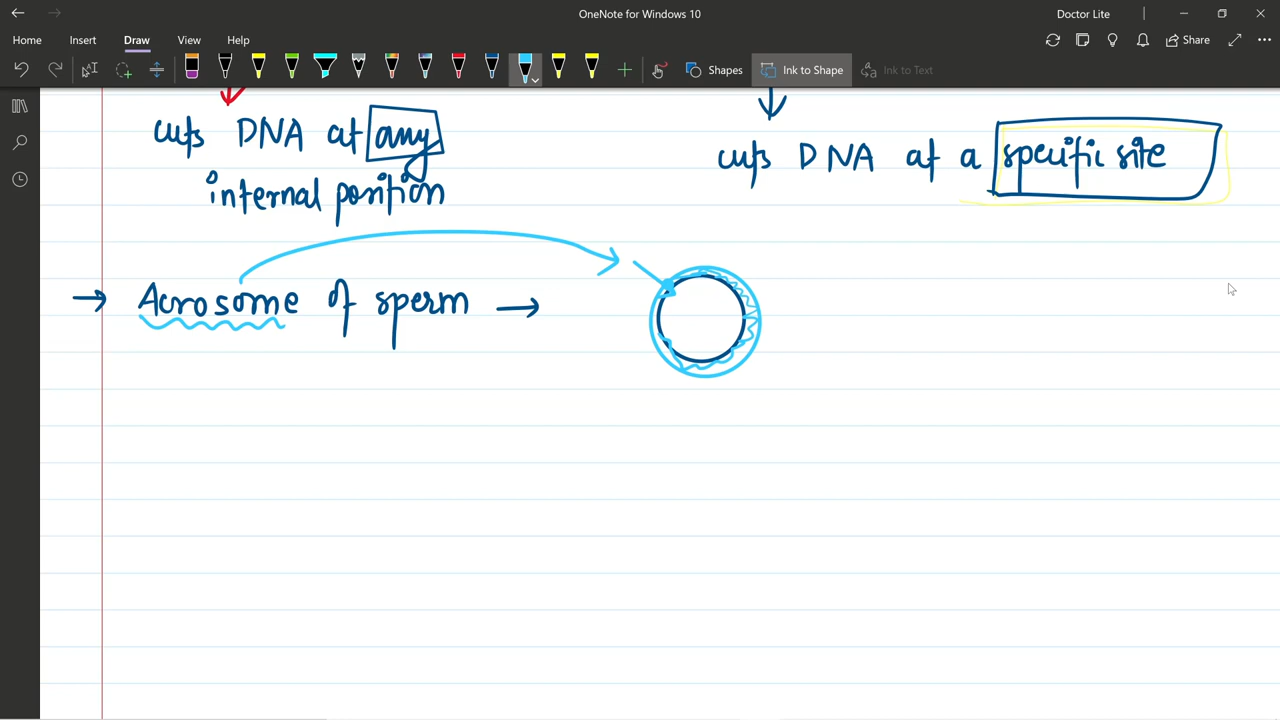 OneNote for Windows 10
Doctor Lite
Home Insert Draw View Help
Share
Shapes Ink to Shape Ink to Text
cuts DNA at any
internal position
cuts DNA at a specific site
→ Acrosome of sperm →